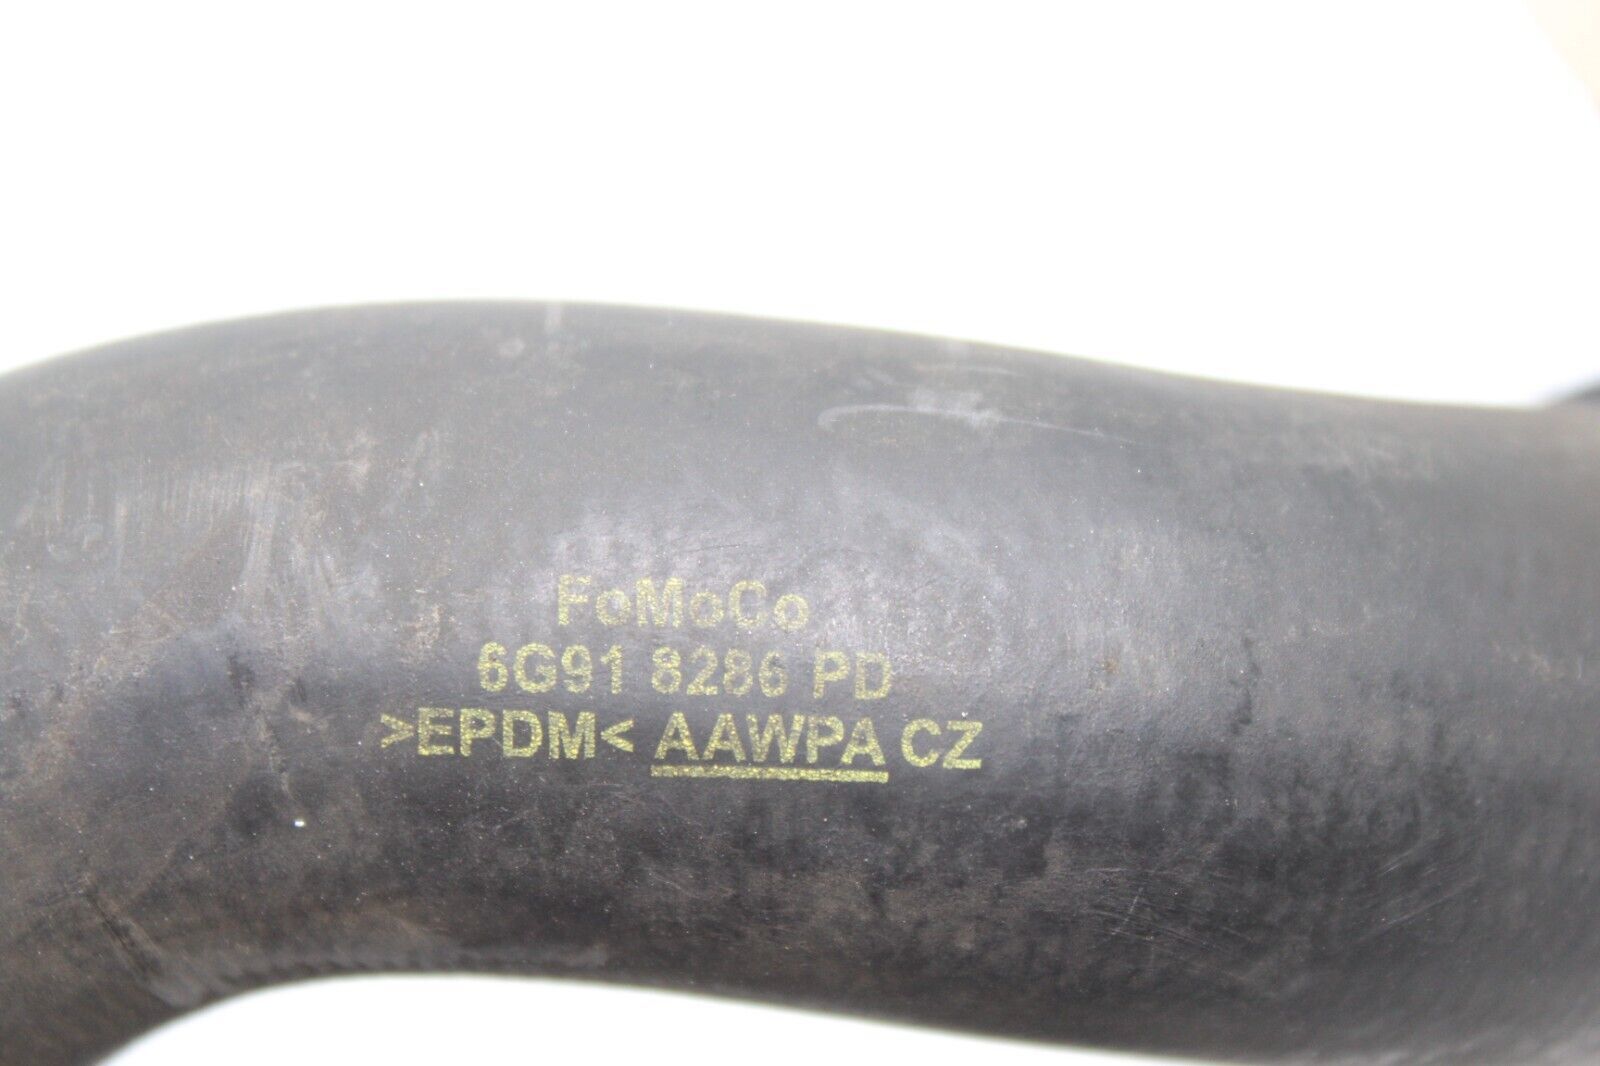 FoMoCo
6G91 8286 PD
>EPDM< AAWPA CZ